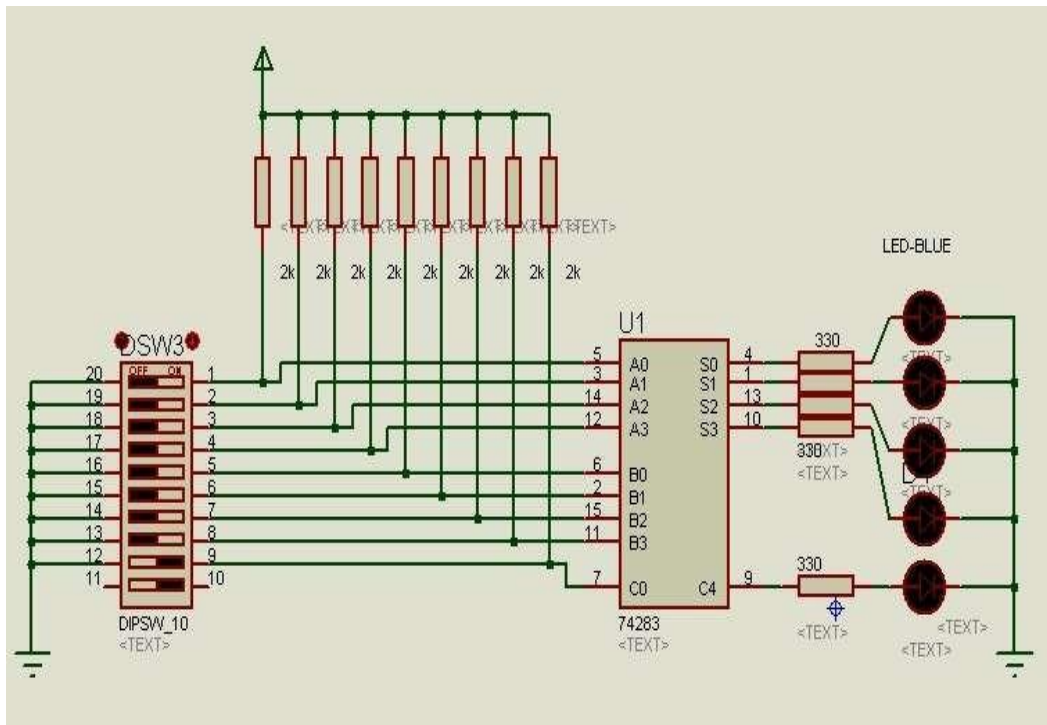 <TEXT>
2k 2k 2k 2k 2k 2k 2k 2k 2k
LED-BLUE
DSW3
OFF ON
20 1
19 2
18 3
17 4
16 5
15 6
14 7
13 8
12 9
11 10
DIPSW_10
<TEXT>
U1
5 A0 S0 4
3 A1 S1 1
14 A2 S2 13
12 A3 S3 10
6 B0
2 B1
15 B2
11 B3
7 C0 C4 9
74283
<TEXT>
330
<TEXT>
330
<TEXT>
<TEXT>
<TEXT>